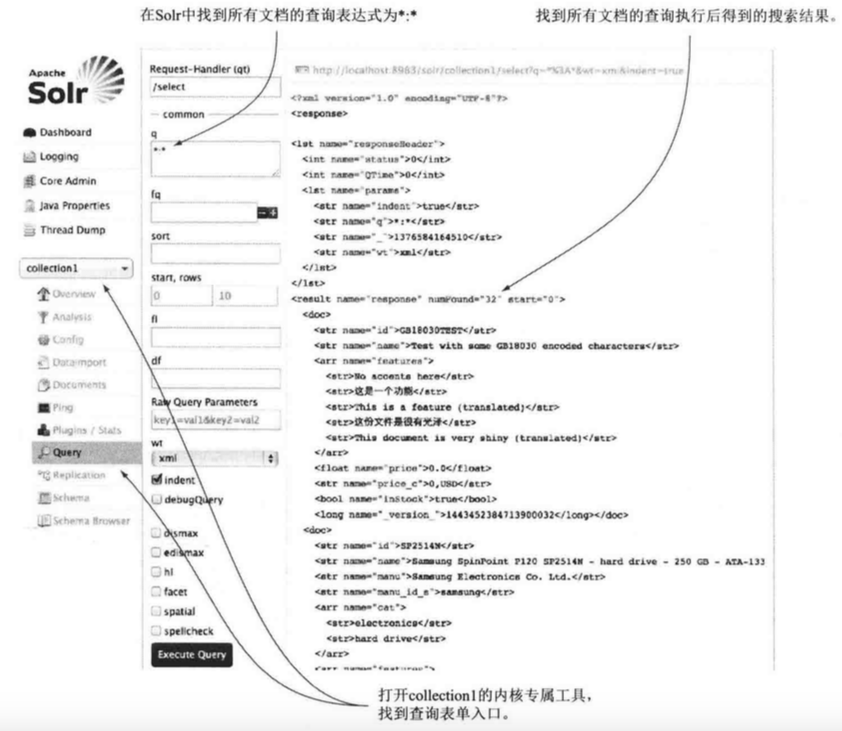 在Solr中找到所有文档的查询表达式为*:*
找到所有文档的查询执行后得到的搜索结果。
Apache
Solr
Dashboard
Logging
Core Admin
Java Properties
Thread Dump
collection1
Overview
Analysis
Config
Dataimport
Documents
Ping
Plugins / Stats
Query
Replication
Schema
Schema Browser
Request-Handler (qt)
/select
common
q
*:*
fq
sort
start, rows
0 10
fl
df
Raw Query Parameters
key1=val1&key2=val2
wt
xml
indent
debugQuery
dismax
edismax
hl
facet
spatial
spellcheck
Execute Query
http://localhost:8983/solr/collection1/select?q=*%3A*&wt=xml&indent=true
<?xml version="1.0" encoding="UTF-8"?>
<response>
<lst name="responseHeader">
<int name="status">0</int>
<int name="QTime">0</int>
<lst name="params">
<str name="indent">true</str>
<str name="q">*:*</str>
<str name="_">1376584164510</str>
<str name="wt">xml</str>
</lst>
</lst>
<result name="response" numFound="32" start="0">
<doc>
<str name="id">GB18030TEST</str>
<str name="name">Test with some GB18030 encoded characters</str>
<arr name="features">
<str>No accents here</str>
<str>这是一个功能</str>
<str>This is a feature (translated)</str>
<str>这份文件是很有光泽</str>
<str>This document is very shiny (translated)</str>
</arr>
<float name="price">0.0</float>
<str name="price_c">0,USD</str>
<bool name="inStock">true</bool>
<long name="_version_">1443452384713900032</long></doc>
<doc>
<str name="id">SP2514N</str>
<str name="name">Samsung SpinPoint P120 SP2514N - hard drive - 250 GB - ATA-133
<str name="manu">Samsung Electronics Co. Ltd.</str>
<str name="manu_id_s">samsung</str>
<arr name="cat">
<str>electronics</str>
<str>hard drive</str>
</arr>
<arr name="features">
打开collection1的内核专属工具，
找到查询表单入口。